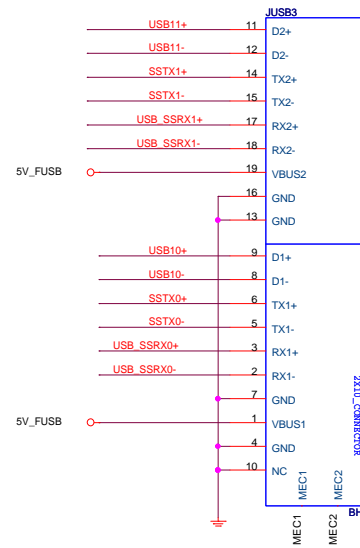 JUSB3
USB11+ 11 D2+
USB11- 12 D2-
SSTX1+ 14 TX2+
SSTX1- 15 TX2-
USB_SSRX1+ 17 RX2+
USB_SSRX1- 18 RX2-
5V_FUSB 19 VBUS2
16 GND
13 GND
USB10+ 9 D1+
USB10- 8 D1-
SSTX0+ 6 TX1+
SSTX0- 5 TX1-
USB_SSRX0+ 3 RX1+
USB_SSRX0- 2 RX1-
7 GND
5V_FUSB 1 VBUS1
4 GND
10 NC
2X10_CONNECTOR
MEC1
MEC2
BH
MEC1
MEC2